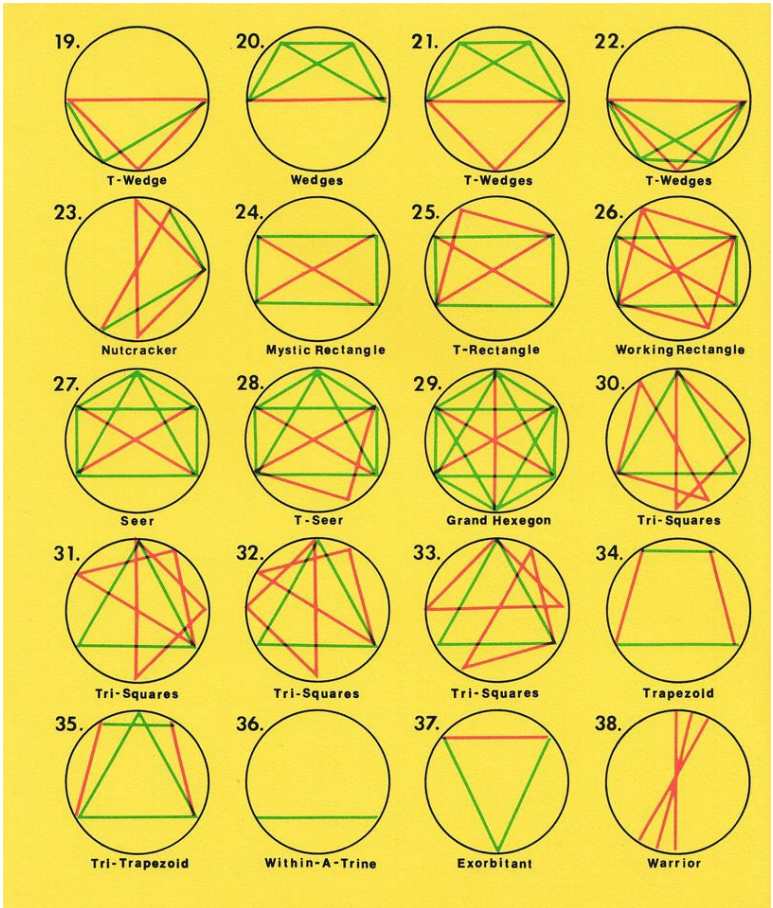 19.
T-Wedge
20.
Wedges
21.
T-Wedges
22.
T-Wedges
23.
Nutcracker
24.
Mystic Rectangle
25.
T-Rectangle
26.
Working Rectangle
27.
Seer
28.
T-Seer
29.
Grand Hexegon
30.
Tri-Squares
31.
Tri-Squares
32.
Tri-Squares
33.
Tri-Squares
34.
Trapezoid
35.
Tri-Trapezoid
36.
Within-A-Trine
37.
Exorbitant
38.
Warrior